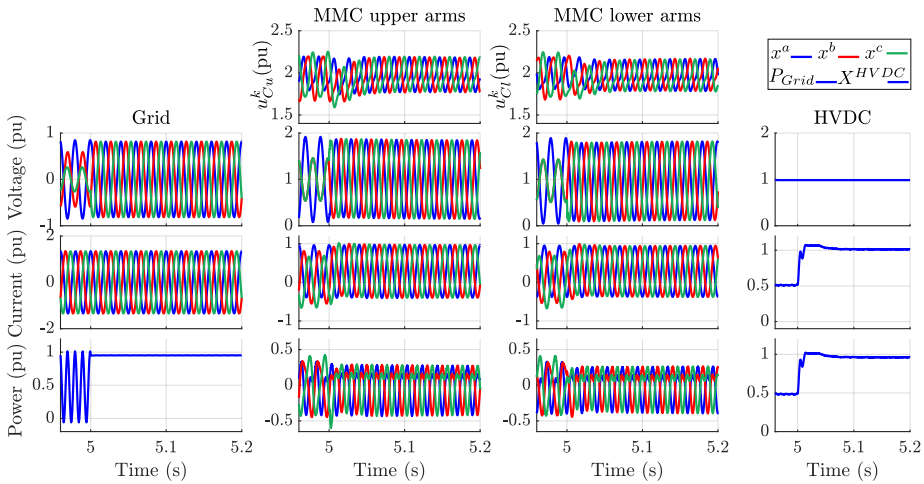 MMC upper arms
MMC lower arms
u^k_{Cu}(pu)
2.5
2
1.5
u^k_{Cl}(pu)
2.5
2
1.5
x^a x^b x^c
P_{Grid} X^{HVDC}
Grid
HVDC
Voltage (pu)
1
0
-1
2
1
0
2
1
0
2
1
0
Current (pu)
2
0
-2
1
0
-1
1
0
-1
1
0.5
0
Power (pu)
1
0.5
0
0.5
0
-0.5
0.5
0
-0.5
1
0.5
0
5 5.1 5.2
5 5.1 5.2
5 5.1 5.2
5 5.1 5.2
Time (s)
Time (s)
Time (s)
Time (s)